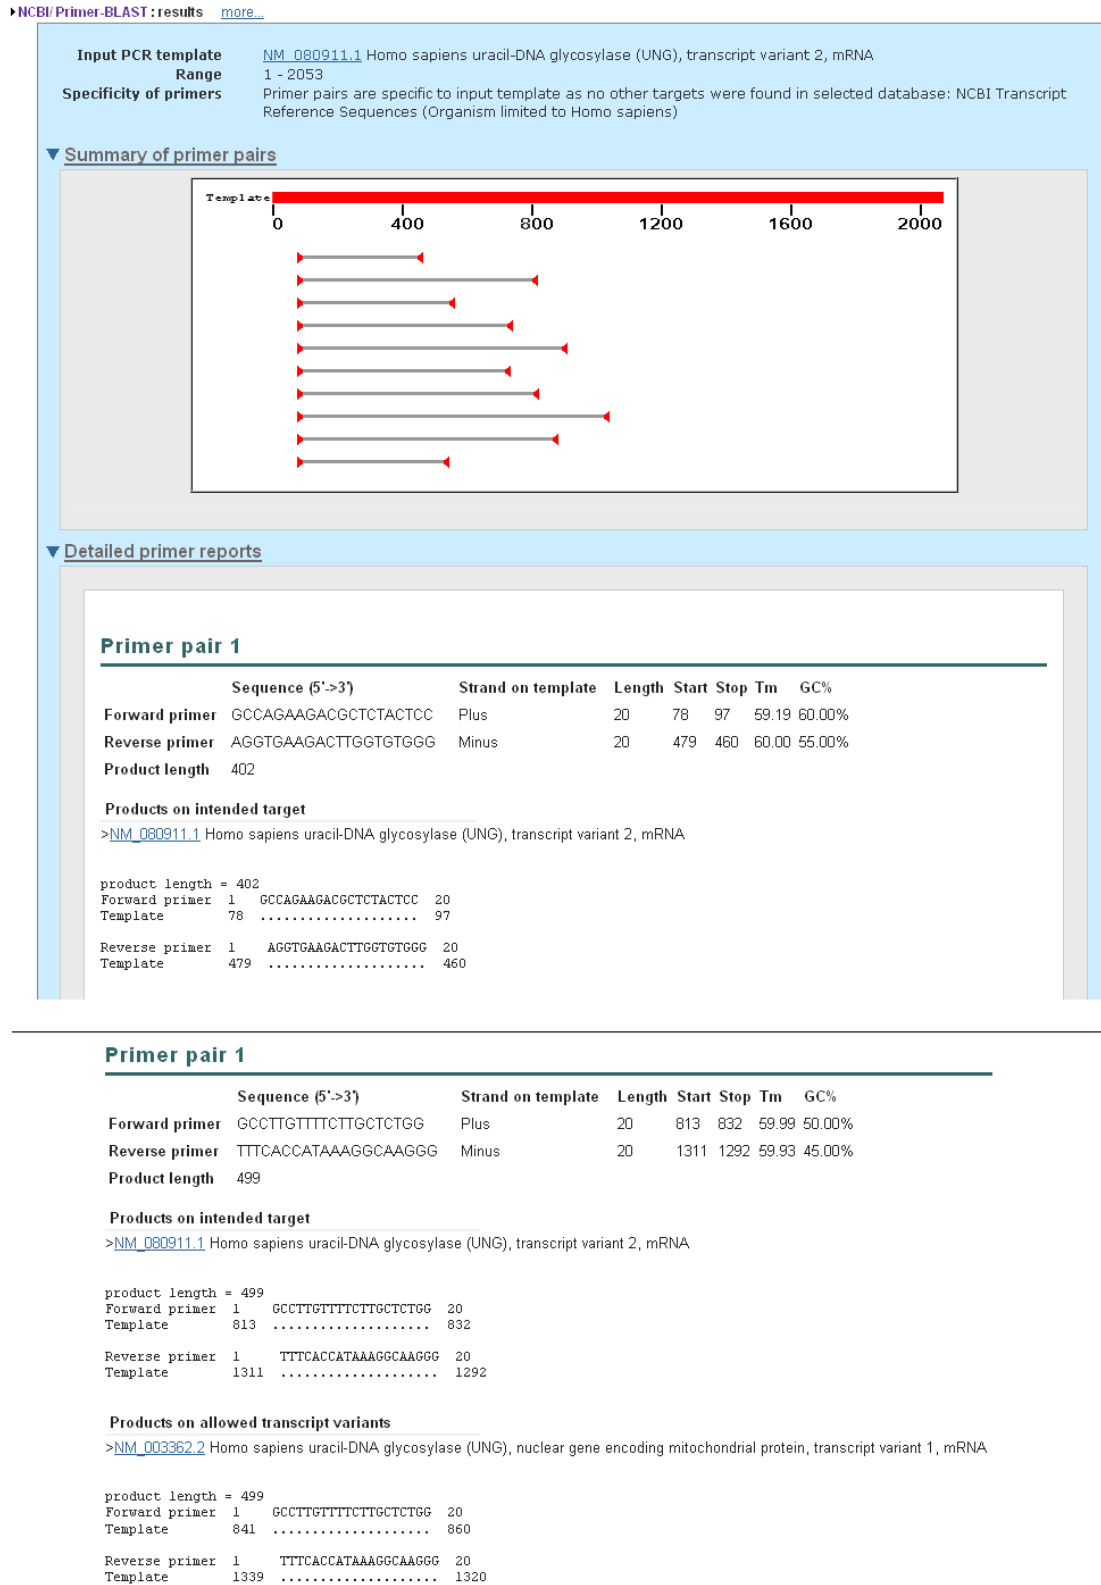 NCBI/ Primer-BLAST : results more...
Input PCR template NM_080911.1 Homo sapiens uracil-DNA glycosylase (UNG), transcript variant 2, mRNA
Range 1 - 2053
Specificity of primers Primer pairs are specific to input template as no other targets were found in selected database: NCBI Transcript
Reference Sequences (Organism limited to Homo sapiens)
Summary of primer pairs
Template
0 400 800 1200 1600 2000
Detailed primer reports
Primer pair 1
Sequence (5'->3') Strand on template Length Start Stop Tm GC%
Forward primer GCCAGAAGACGCTCTACTCC Plus 20 78 97 59.19 60.00%
Reverse primer AGGTGAAGACTTGGTGTGGG Minus 20 479 460 60.00 55.00%
Product length 402
Products on intended target
>NM_080911.1 Homo sapiens uracil-DNA glycosylase (UNG), transcript variant 2, mRNA
product length = 402
Forward primer 1 GCCAGAAGACGCTCTACTCC 20
Template 78 .................... 97
Reverse primer 1 AGGTGAAGACTTGGTGTGGG 20
Template 479 .................... 460
Primer pair 1
Sequence (5'->3') Strand on template Length Start Stop Tm GC%
Forward primer GCCTTGTTTTCTTGCTCTGG Plus 20 813 832 59.99 50.00%
Reverse primer TTTCACCATAAAGGCAAGGG Minus 20 1311 1292 59.93 45.00%
Product length 499
Products on intended target
>NM_080911.1 Homo sapiens uracil-DNA glycosylase (UNG), transcript variant 2, mRNA
product length = 499
Forward primer 1 GCCTTGTTTTCTTGCTCTGG 20
Template 813 .................... 832
Reverse primer 1 TTTCACCATAAAGGCAAGGG 20
Template 1311 .................... 1292
Products on allowed transcript variants
>NM_003362.2 Homo sapiens uracil-DNA glycosylase (UNG), nuclear gene encoding mitochondrial protein, transcript variant 1, mRNA
product length = 499
Forward primer 1 GCCTTGTTTTCTTGCTCTGG 20
Template 841 .................... 860
Reverse primer 1 TTTCACCATAAAGGCAAGGG 20
Template 1339 .................... 1320